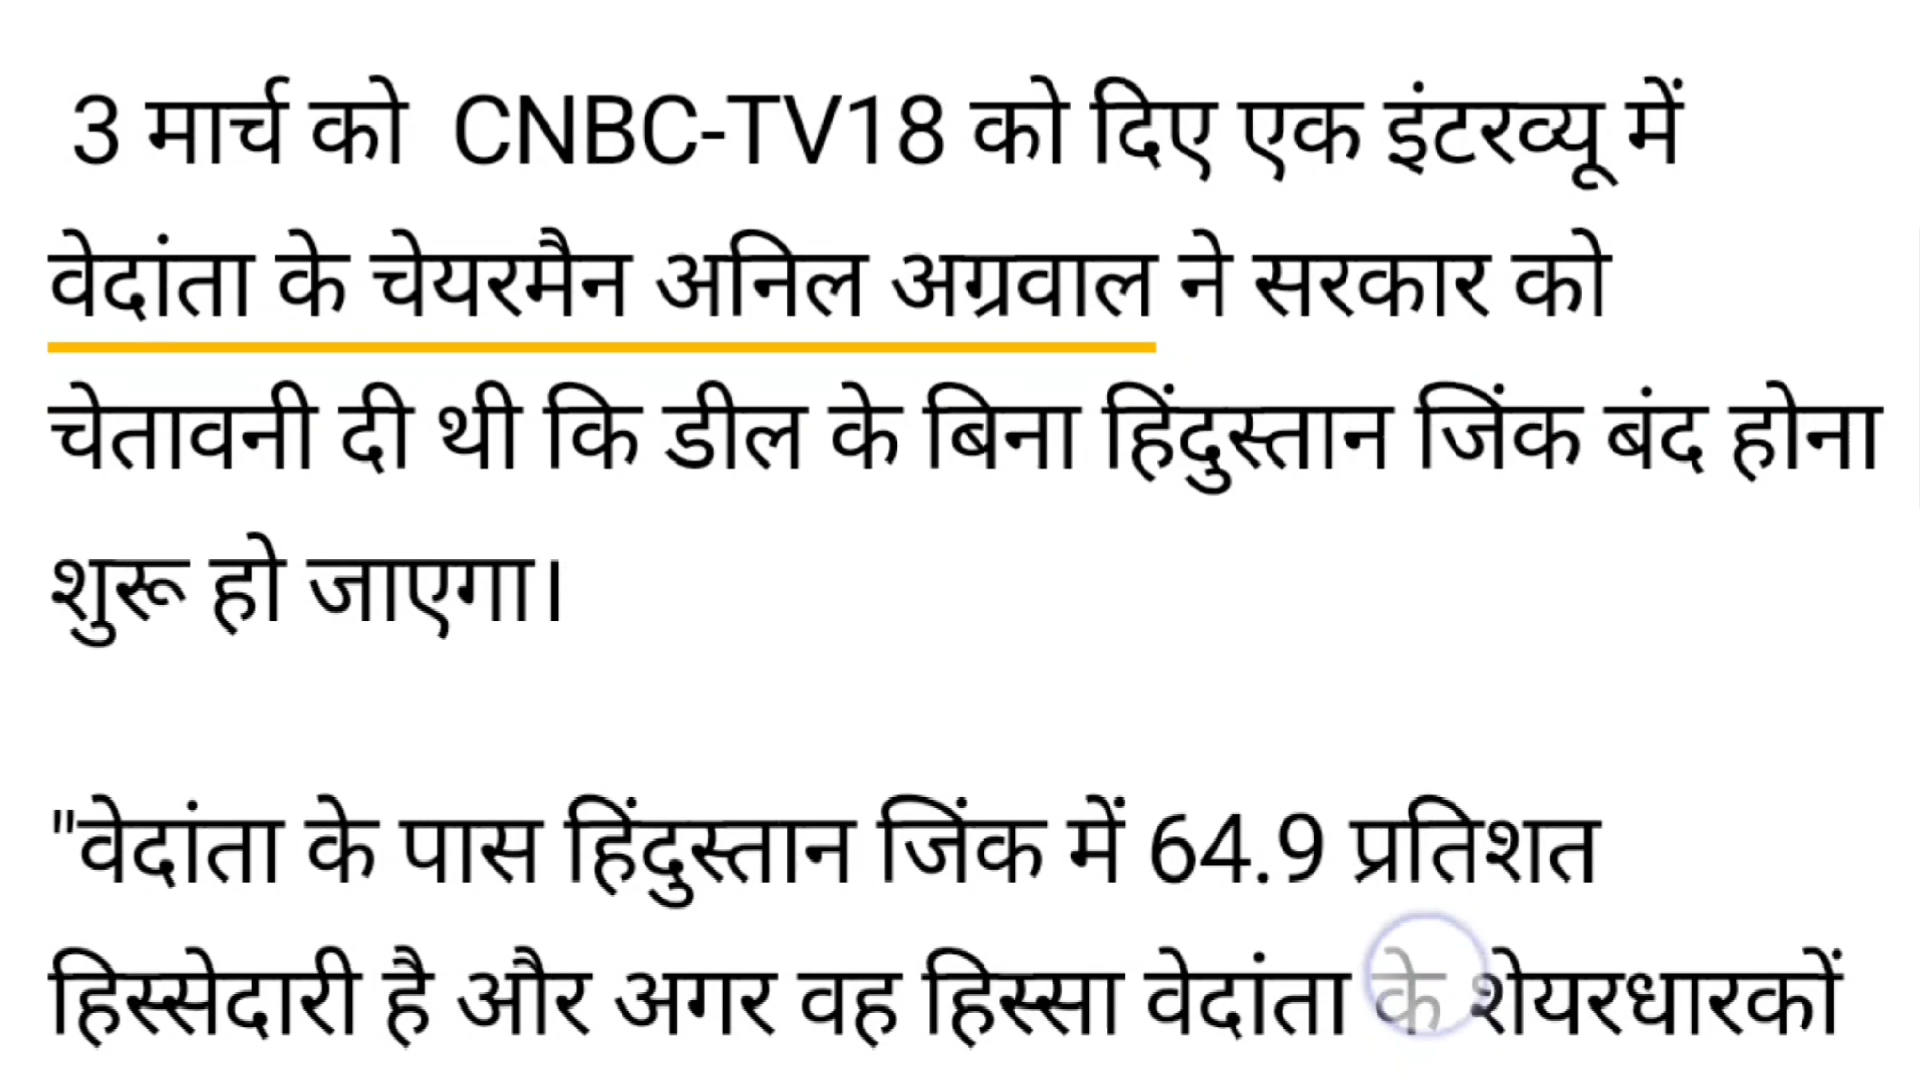 3 मार्च को CNBC-TV18 को दिए एक इंटरव्यू में
वेदांता के चेयरमैन अनिल अग्रवाल ने सरकार को
चेतावनी दी थी कि डील के बिना हिंदुस्तान जिंक बंद होना
शुरू हो जाएगा।
"वेदांता के पास हिंदुस्तान जिंक में 64.9 प्रतिशत
हिस्सेदारी है और अगर वह हिस्सा वेदांता के शेयरधारकों